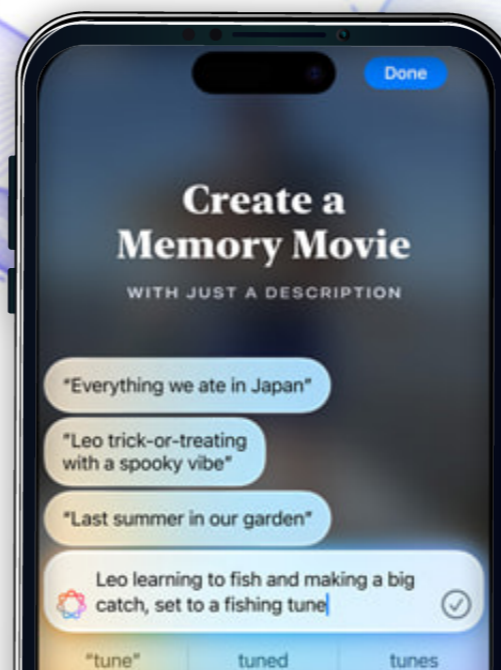 Done
Create a
Memory Movie
WITH JUST A DESCRIPTION
"Everything we ate in Japan"
"Leo trick-or-treating
with a spooky vibe"
"Last summer in our garden"
Leo learning to fish and making a big
catch, set to a fishing tune
"tune" tuned tunes